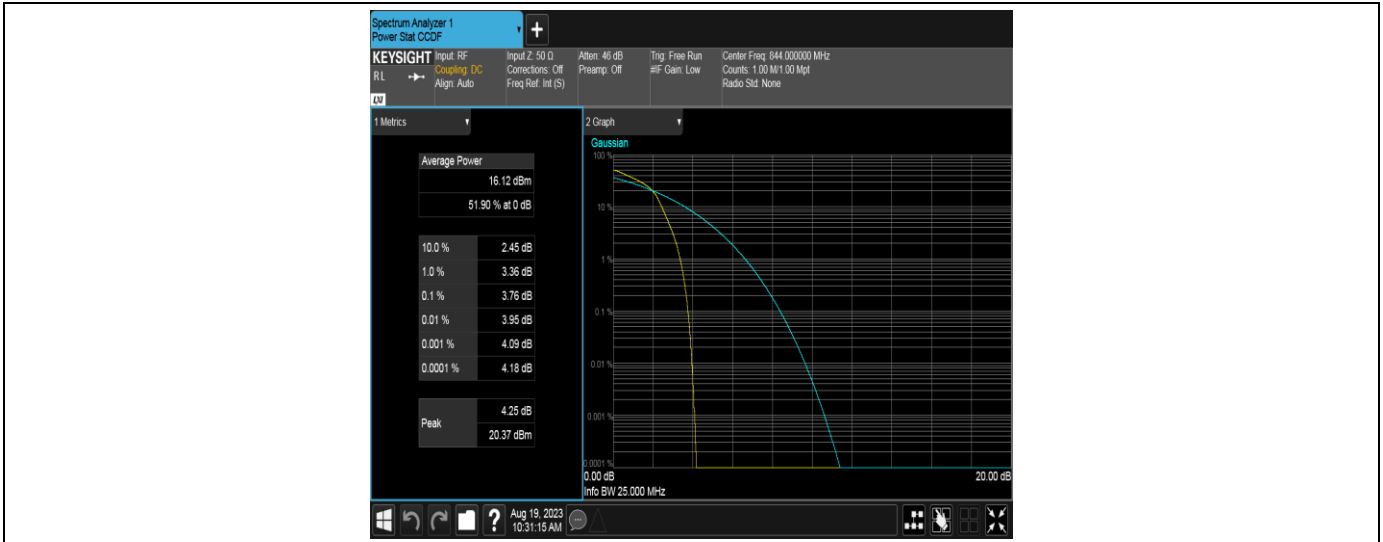 Spectrum Analyzer 1
Power Stat CCDF
+
KEYSIGHT
RL
LXI
Input: RF
Coupling: DC
Align: Auto
Input Z: 50 Ω
Corrections: Off
Freq Ref: Int (S)
Atten: 46 dB
Preamp: Off
Trig: Free Run
#IF Gain: Low
Center Freq: 844.000000 MHz
Counts: 1.00 M/1.00 Mpt
Radio Std: None
1 Metrics
Average Power
16.12 dBm
51.90 % at 0 dB
10.0 % 2.45 dB
1.0 % 3.36 dB
0.1 % 3.76 dB
0.01 % 3.95 dB
0.001 % 4.09 dB
0.0001 % 4.18 dB
Peak
4.25 dB
20.37 dBm
2 Graph
Gaussian
100 %
10 %
1 %
0.1 %
0.01 %
0.001 %
0.0001 %
0.00 dB 20.00 dB
Info BW 25.000 MHz
?
Aug 19, 2023
10:31:15 AM